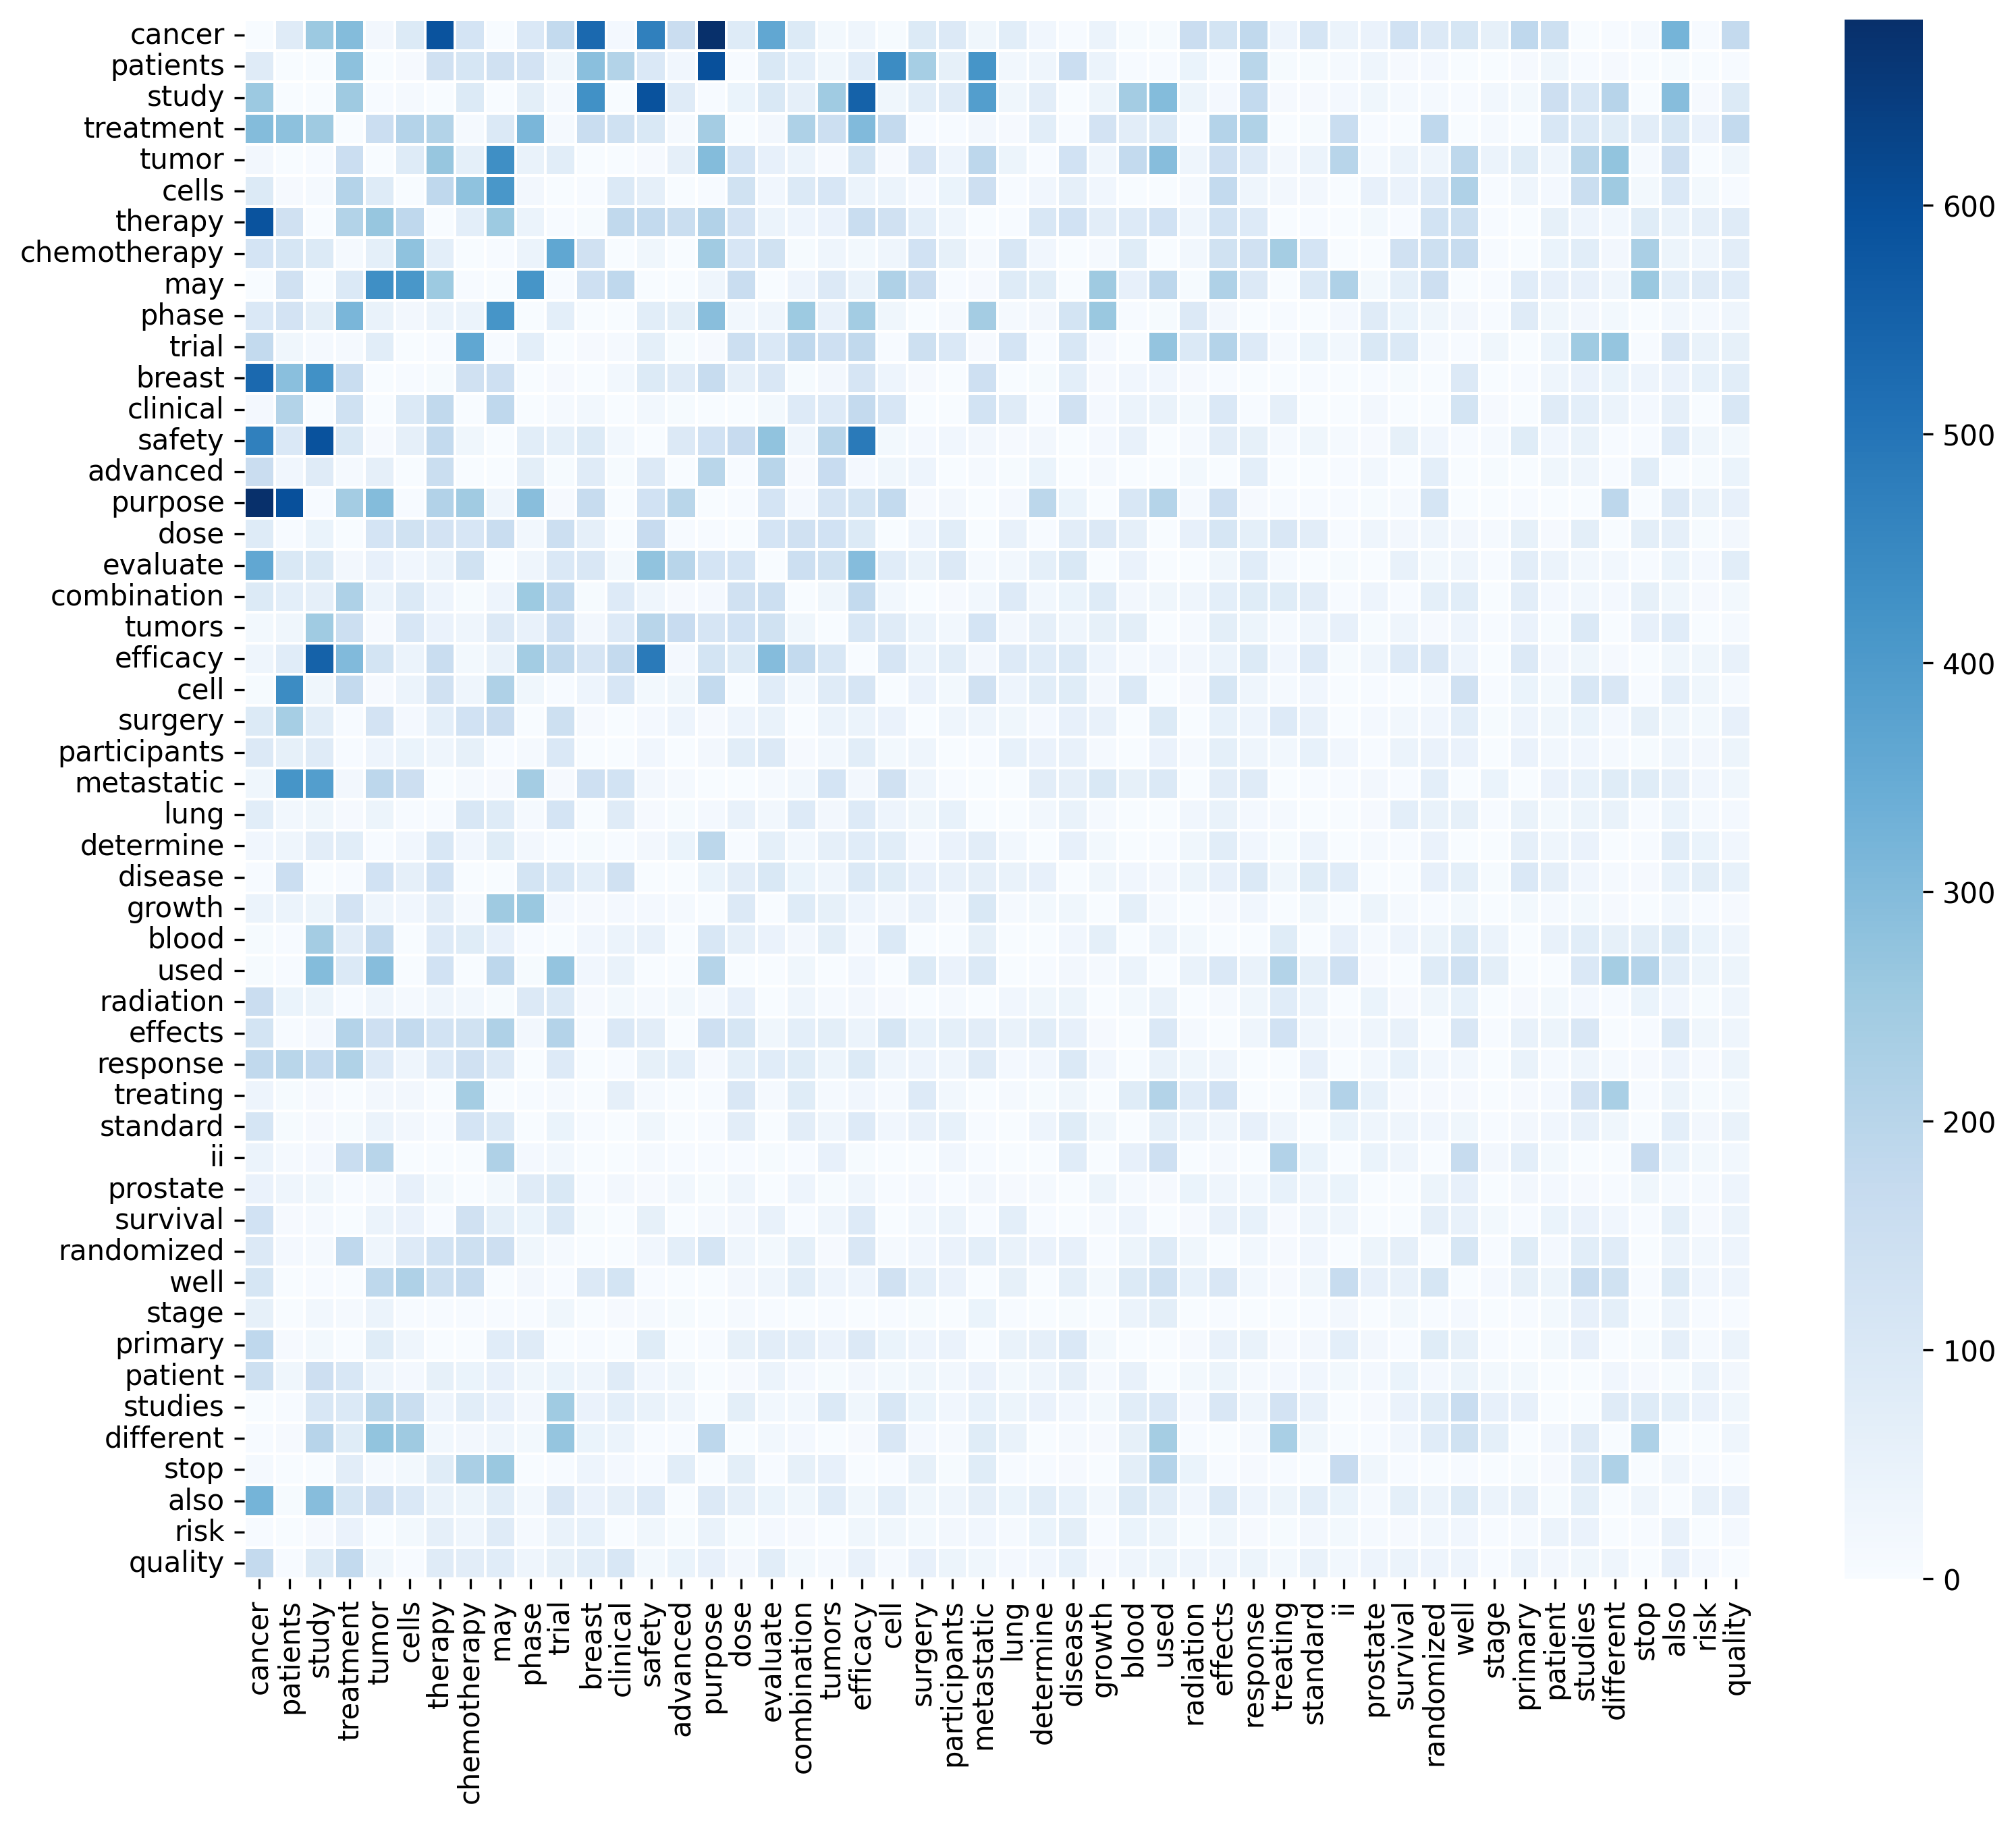 cancer
patients
study
treatment
tumor
cells
therapy
chemotherapy
may
phase
trial
breast
clinical
safety
advanced
purpose
dose
evaluate
combination
tumors
efficacy
cell
surgery
participants
metastatic
lung
determine
disease
growth
blood
used
radiation
effects
response
treating
standard
ii
prostate
survival
randomized
well
stage
primary
patient
studies
different
stop
also
risk
quality
cancer
patients
study
treatment
tumor
cells
therapy
chemotherapy
may
phase
trial
breast
clinical
safety
advanced
purpose
dose
evaluate
combination
tumors
efficacy
cell
surgery
participants
metastatic
lung
determine
disease
growth
blood
used
radiation
effects
response
treating
standard
ii
prostate
survival
randomized
well
stage
primary
patient
studies
different
stop
also
risk
quality
600
500
400
300
200
100
0